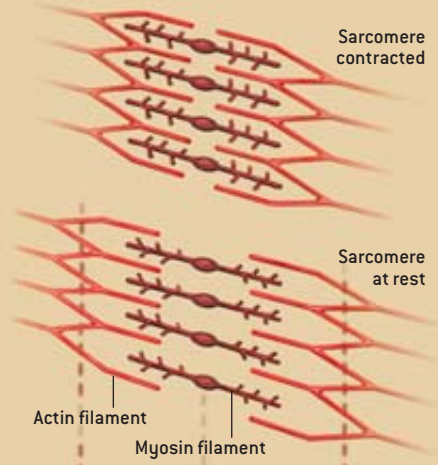 Sarcomere
contracted
Sarcomere
at rest
Actin filament
Myosin filament